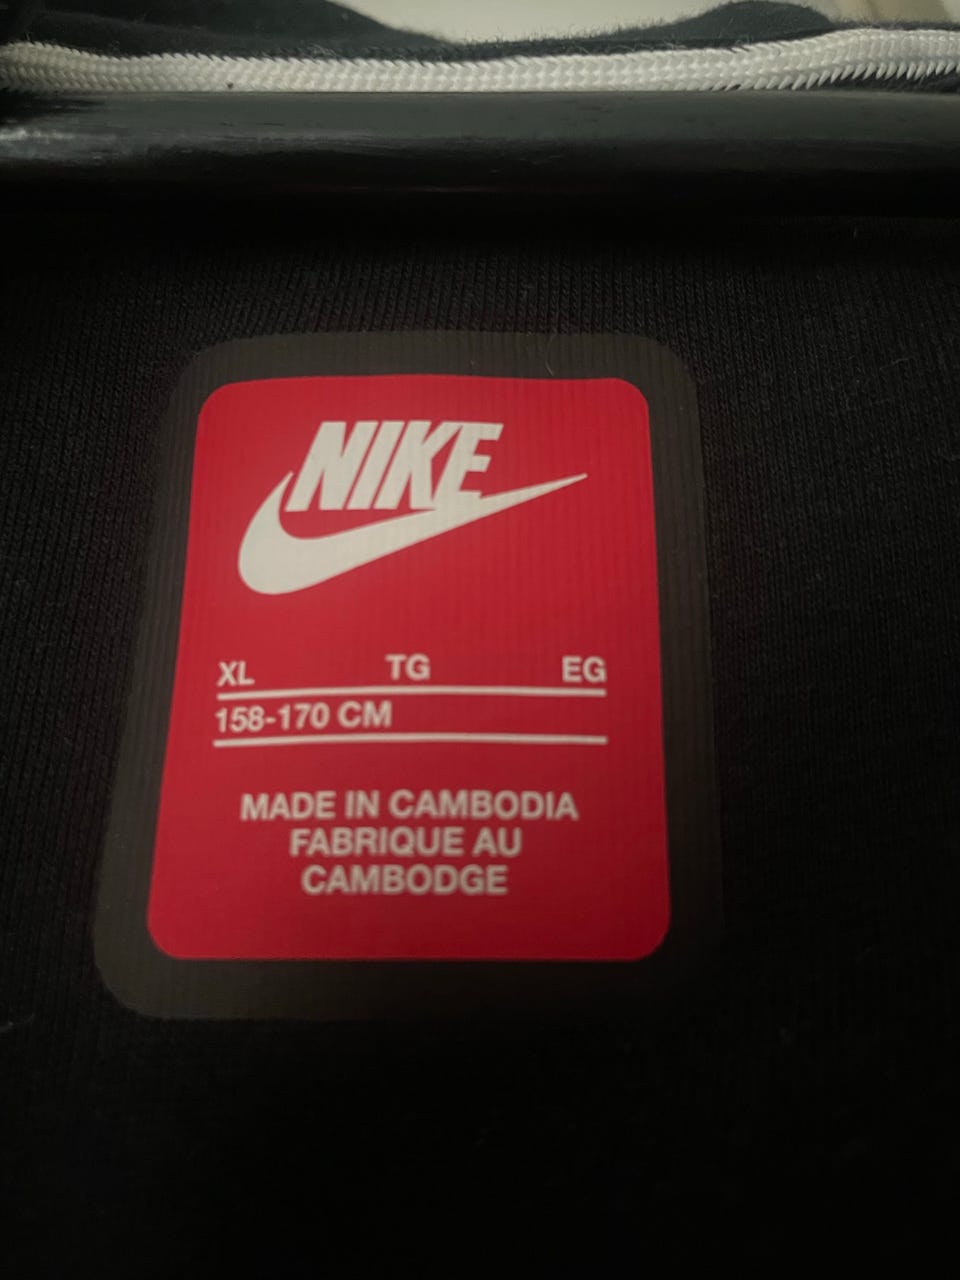 NIKE
XL TG EG
158-170 CM
MADE IN CAMBODIA
FABRIQUE AU
CAMBODGE